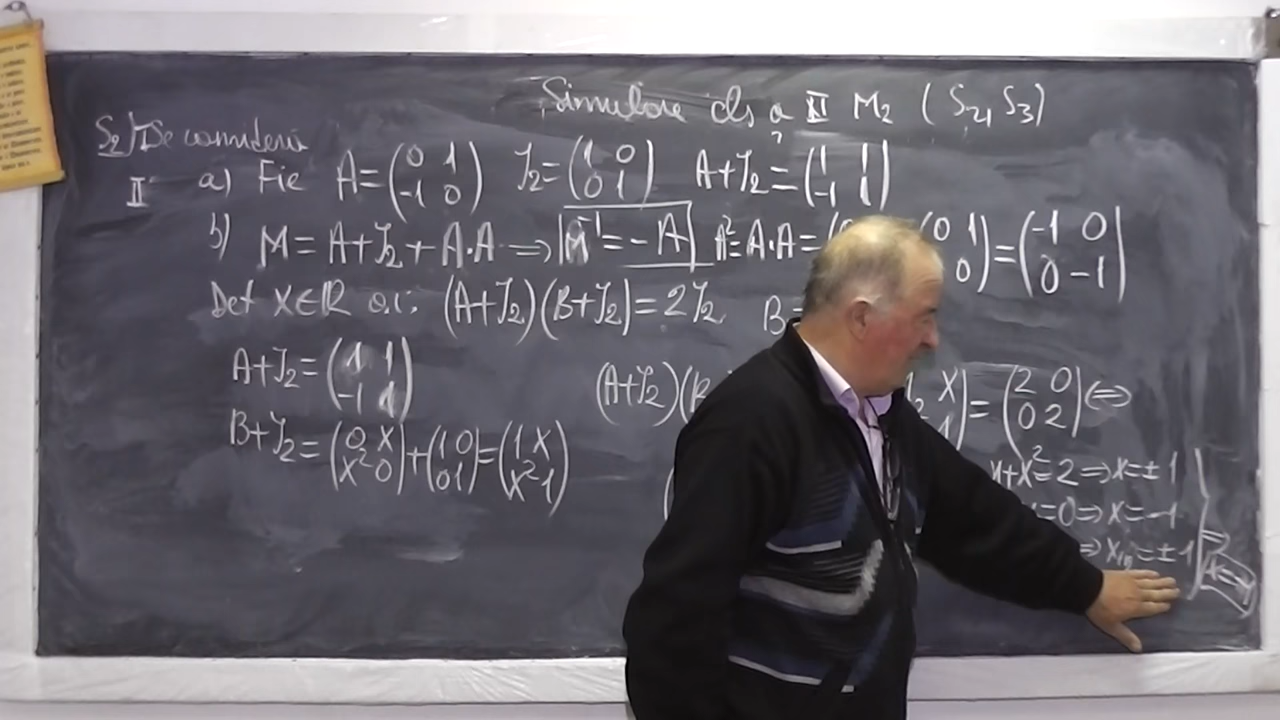 Simulare cls a XII M2 (S2, S3)
S2) I Se consideră
II a) Fie A = (0 1 / -1 0) I2 = (1 0 / 0 1) A+I2 ?= (1 1 / -1 1)
b) M = A+I2+A·A ⟹ M⁻¹ = -A A² = A·A = (0 (0 1 / 0) = (-1 0 / 0 -1)
Det X∈R a.î. (A+I2)(B+I2) = 2I2 B=
A+I2 = (1 1 / -1 1) (A+I2)(B X = (2 0 / 0 2) ⇔
B+I2 = (0 X / X² 0) + (1 0 / 0 1) = (1 X / X² 1) +X² = 2 ⟹ X = ±1
=0 ⟹ X = -1
⟹ X1,2 = ±1